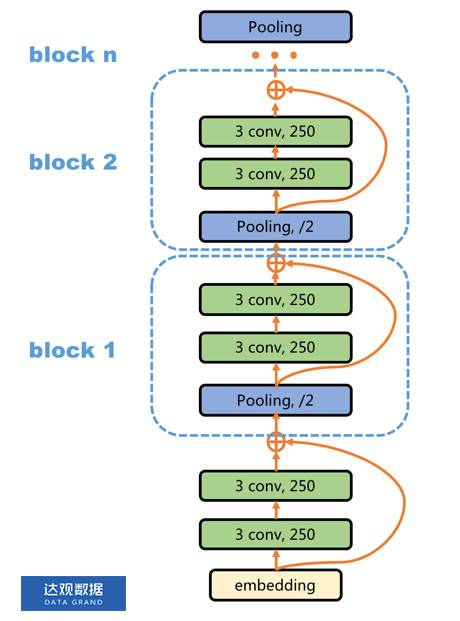 Pooling
block n
3 conv, 250
block 2
3 conv, 250
Pooling, /2
3 conv, 250
block 1
3 conv, 250
Pooling, /2
3 conv, 250
3 conv, 250
embedding
达观数据
DATA GRAND